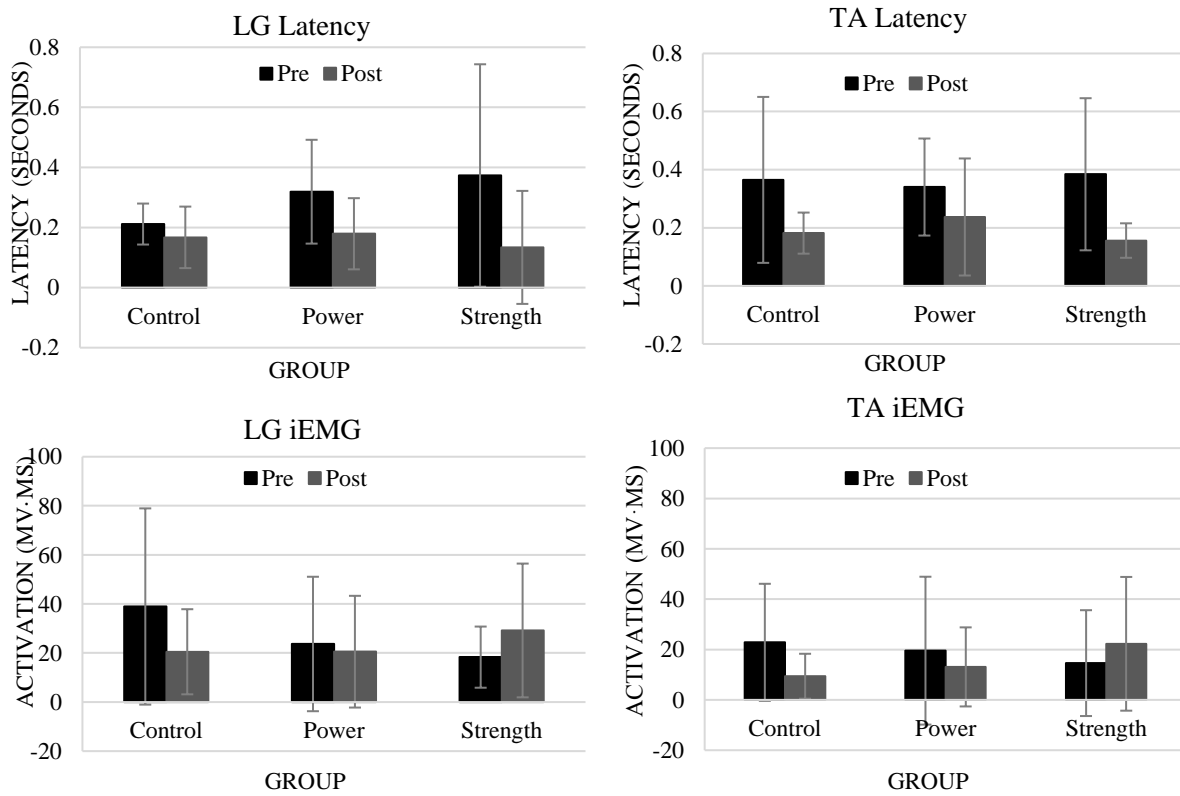 LG Latency
0.8
Pre Post
0.6
0.4
0.2
0
-0.2
LATENCY (SECONDS)
Control Power Strength
GROUP
TA Latency
0.8
Pre Post
0.6
0.4
0.2
0
-0.2
LATENCY (SECONDS)
Control Power Strength
GROUP
LG iEMG
100
Pre Post
80
60
40
20
0
-20
ACTIVATION (MV·MS)
Control Power Strength
GROUP
TA iEMG
100
Pre Post
80
60
40
20
0
-20
ACTIVATION (MV·MS)
Control Power Strength
GROUP